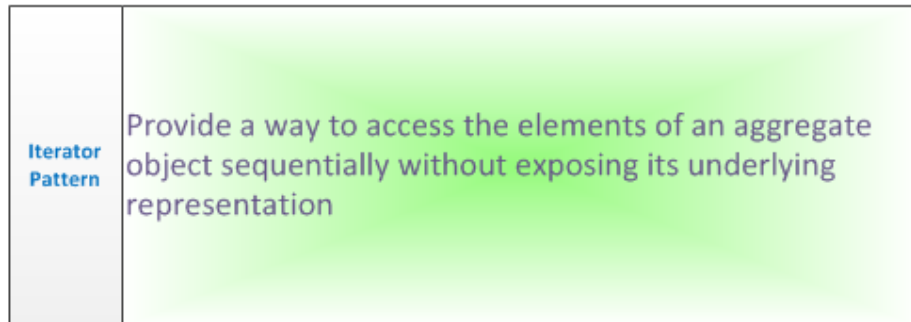 Iterator
Pattern
Provide a way to access the elements of an aggregate
object sequentially without exposing its underlying
representation